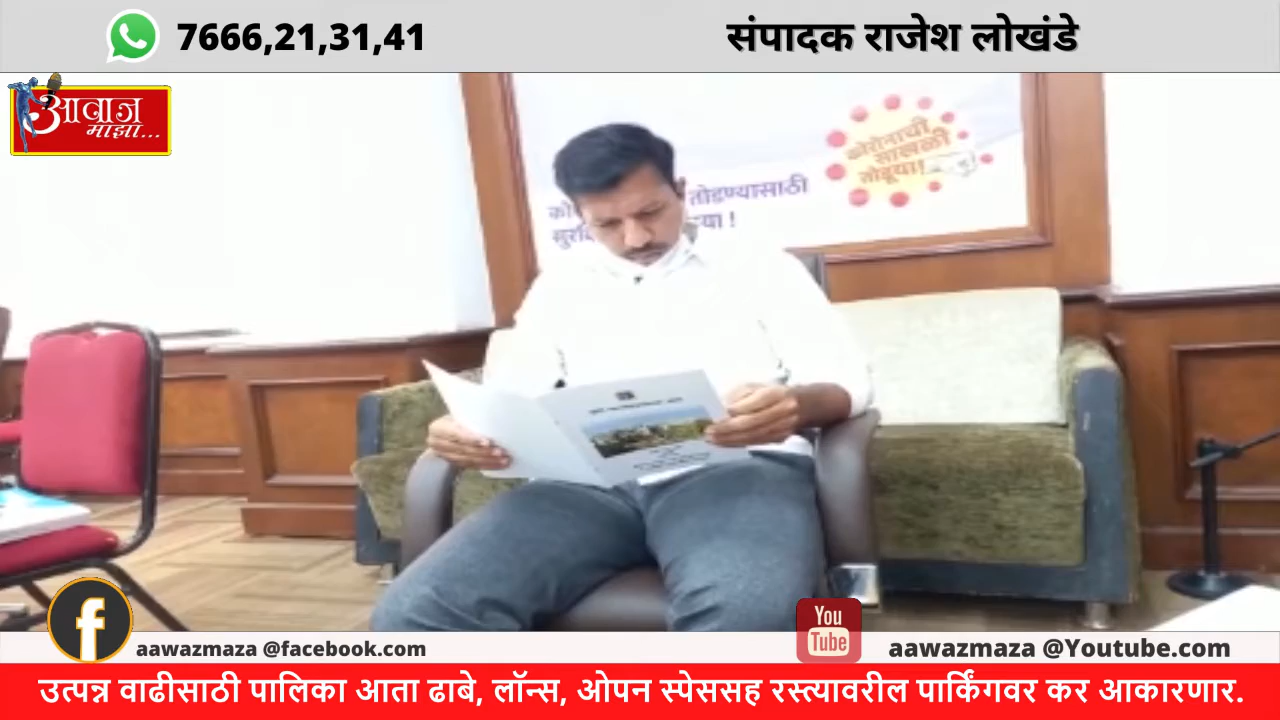 7666,21,31,41
संपादक राजेश लोखंडे
आवाज
माझा...
कोरोनाची
साखळी
तोडूया!
तोडण्यासाठी
aawazmaza @facebook.com
You
Tube
aawazmaza @Youtube.com
उत्पन्न वाढीसाठी पालिका आता ढाबे, लॉन्स, ओपन स्पेससह रस्त्यावरील पार्किंगवर कर आकारणार.